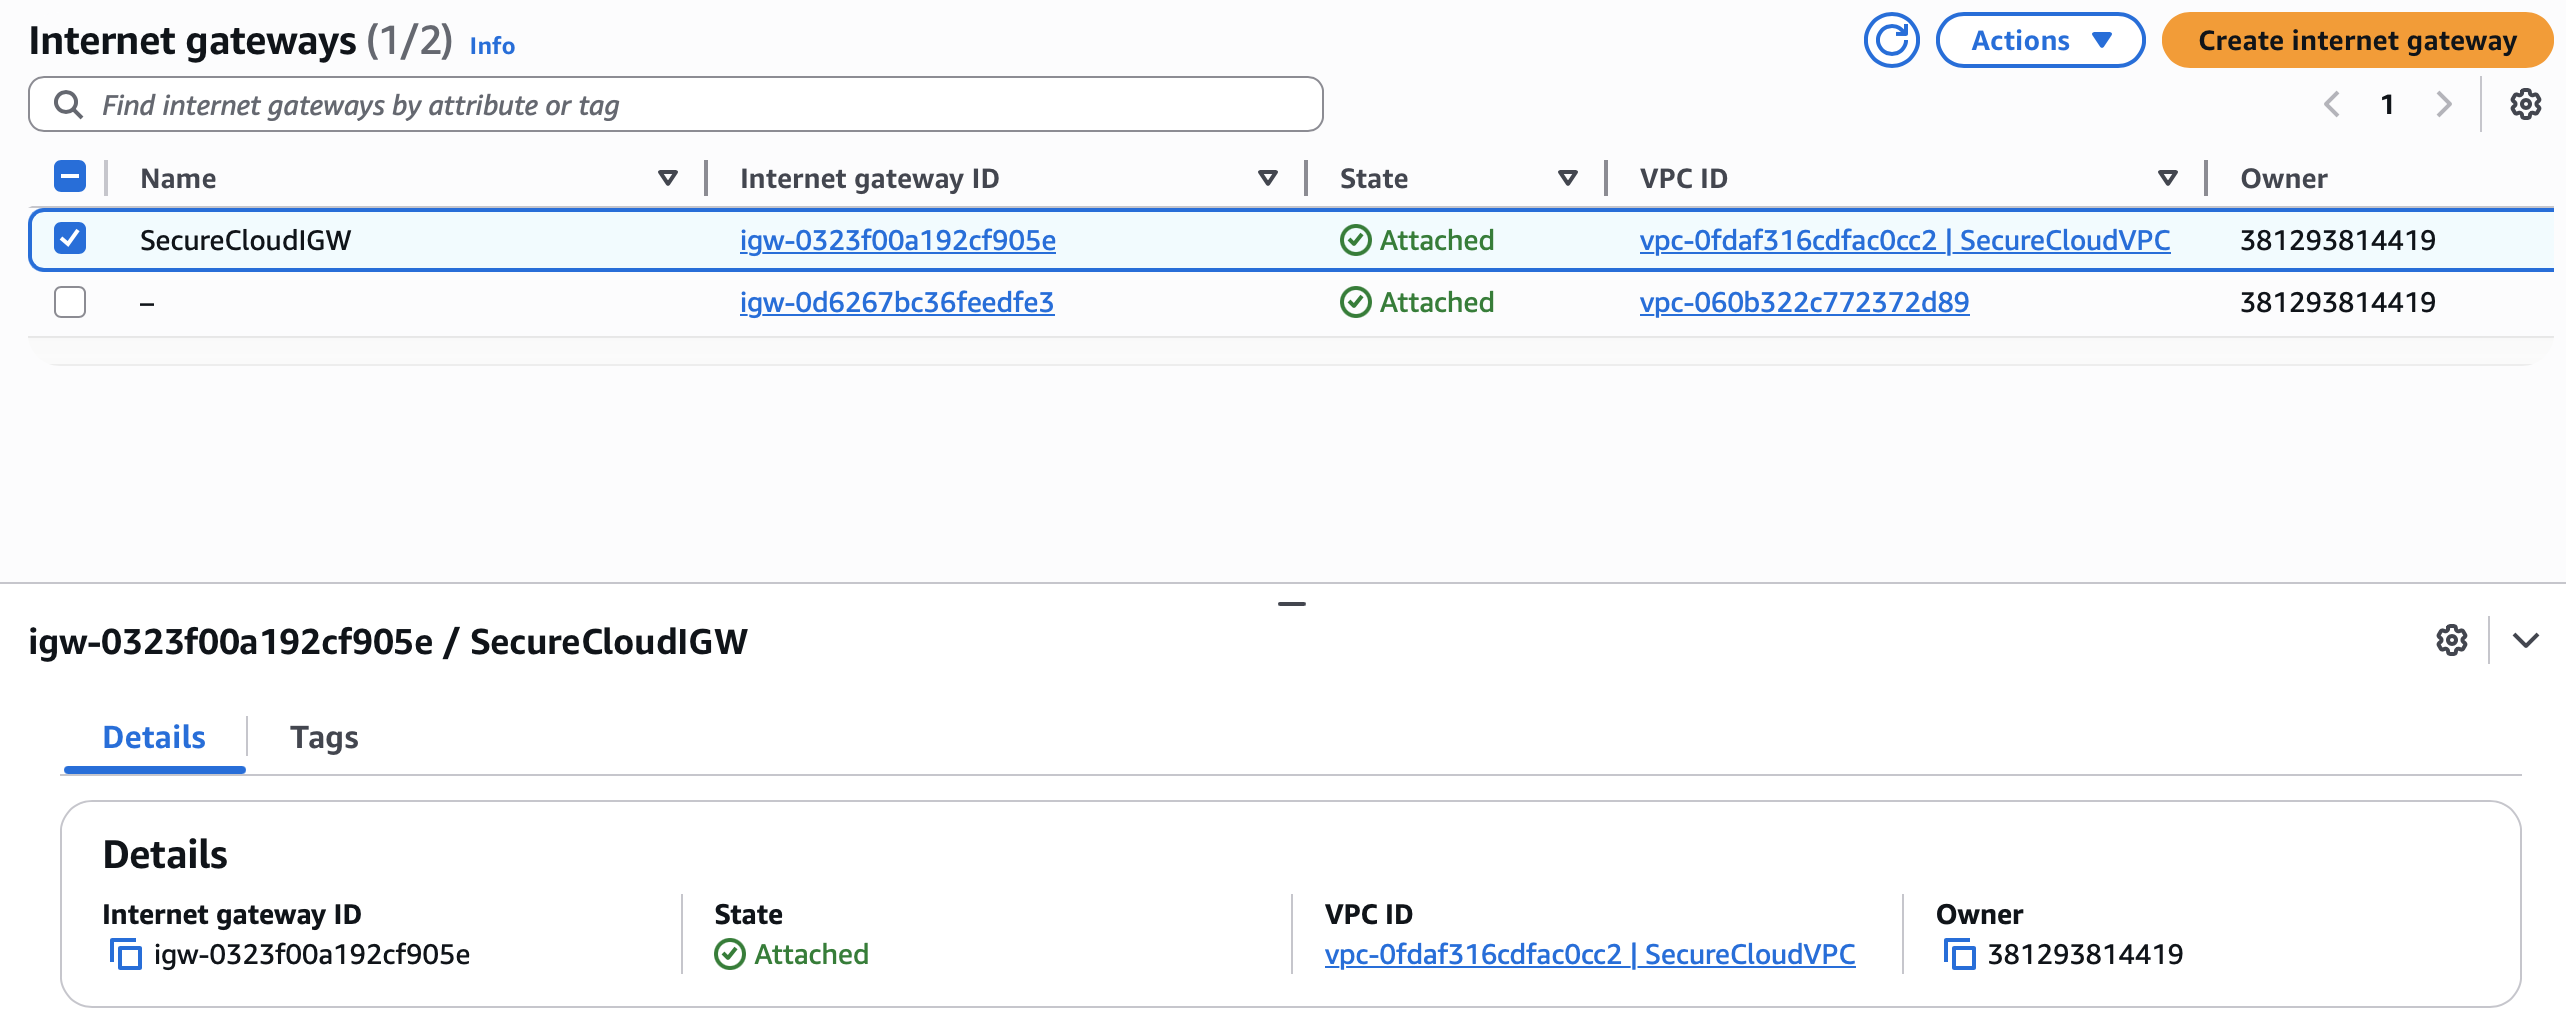 Internet gateways (1/2) Info
Actions
Create internet gateway
Find internet gateways by attribute or tag
1
Name Internet gateway ID State VPC ID Owner
SecureCloudIGW igw-0323f00a192cf905e Attached vpc-0fdaf316cdfac0cc2 | SecureCloudVPC 381293814419
– igw-0d6267bc36feedfe3 Attached vpc-060b322c772372d89 381293814419
igw-0323f00a192cf905e / SecureCloudIGW
Details Tags
Details
Internet gateway ID State VPC ID Owner
igw-0323f00a192cf905e Attached vpc-0fdaf316cdfac0cc2 | SecureCloudVPC 381293814419